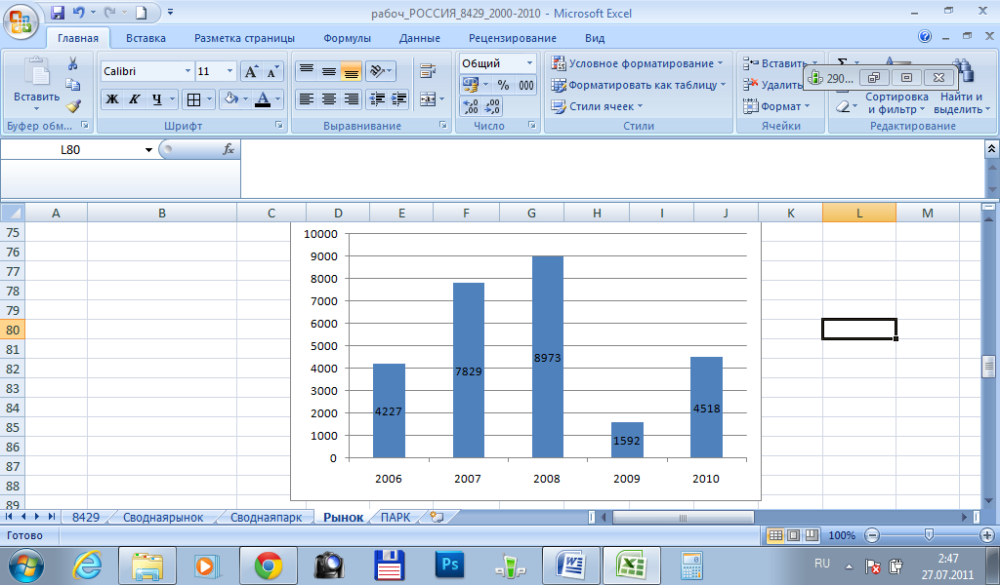 рабоч_РОССИЯ_8429_2000-2010 - Microsoft Excel
Главная Вставка Разметка страницы Формулы Данные Рецензирование Вид
Calibri 11 Общий Условное форматирование Вставить Σ 290...
Вставить Форматировать как таблицу Удалить Сортировка и фильтр Найти и выделить
Ж К Ч А % 000 Стили ячеек Формат
Буфер обм... Шрифт Выравнивание Число Стили Ячейки Редактирование
L80 fx
A B C D E F G H I J K L M
75
76
77
78
79
80
81
82
83
84
85
86
87
88
89
10000
9000
8000
7000
6000
5000
4000
3000
2000
1000
0
4227 7829 8973 1592 4518
2006 2007 2008 2009 2010
8429 Своднаярынок Своднаяпарк Рынок ПАРК
Готово 100%
Ps RU 2:47
27.07.2011